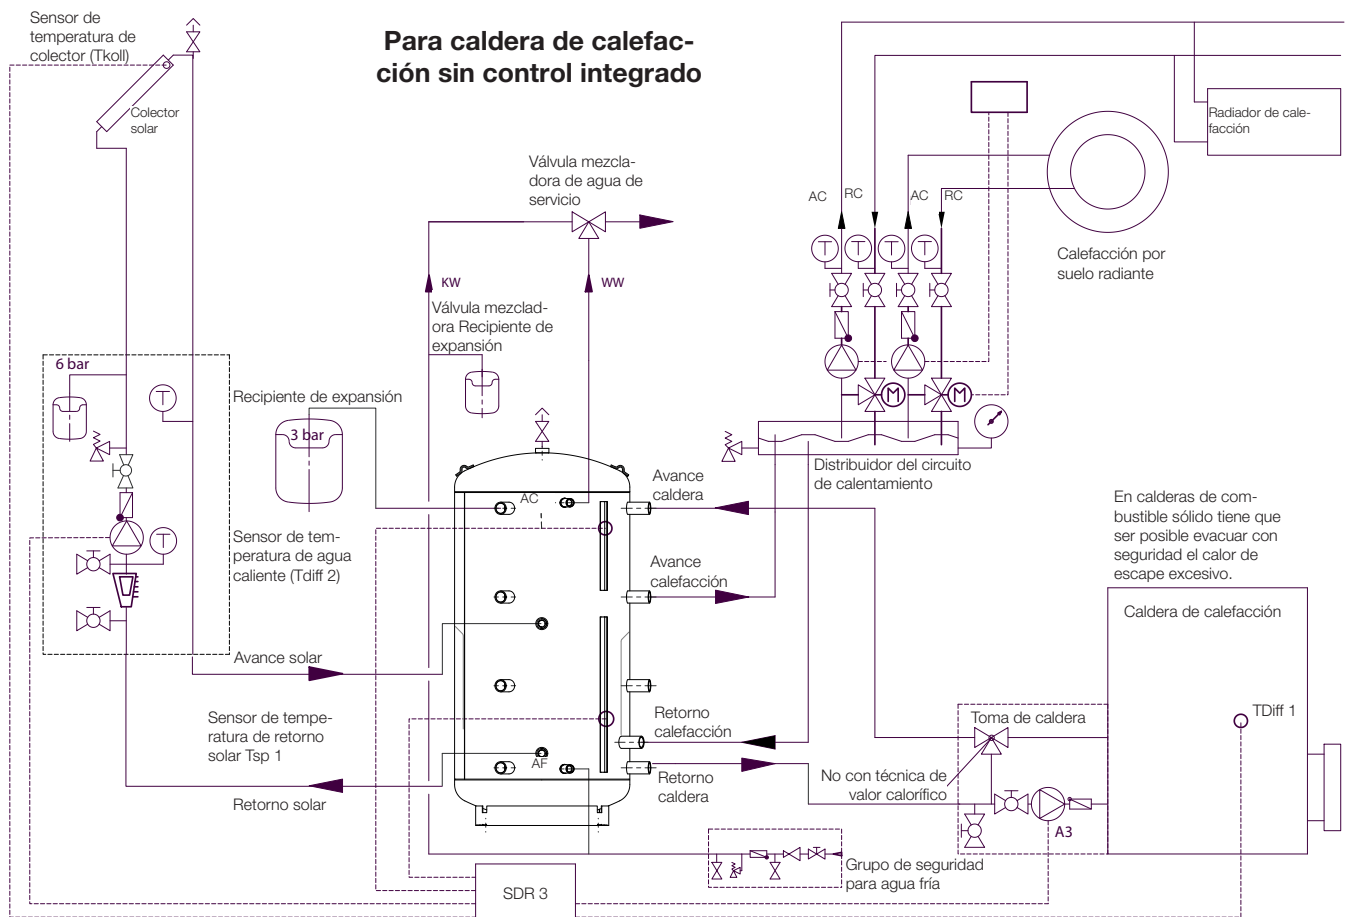 Sensor de
temperatura de
colector (Tkoll)
Para caldera de calefac-
ción sin control integrado
Colector
solar
Radiador de cale-
facción
Válvula mezcla-
dora de agua de
servicio
AC
RC
AC
RC
T
T
T
T
Calefacción por
suelo radiante
KW
WW
Válvula mezclad-
ora Recipiente de
expansión
6 bar
T
Recipiente de expansión
3 bar
M
M
Distribuidor del circuito
de calentamiento
Avance
caldera
AC
En calderas de com-
bustible sólido tiene que
ser posible evacuar con
seguridad el calor de
escape excesivo.
T
Sensor de tem-
peratura de agua
caliente (Tdiff 2)
Avance
calefacción
Caldera de calefacción
Avance solar
Sensor de tempe-
ratura de retorno
solar Tsp 1
Retorno
calefacción
Toma de caldera
TDiff 1
AF
No con técnica de
valor calorífico
Retorno solar
Retorno
caldera
A3
Grupo de seguridad
para agua fría
SDR 3